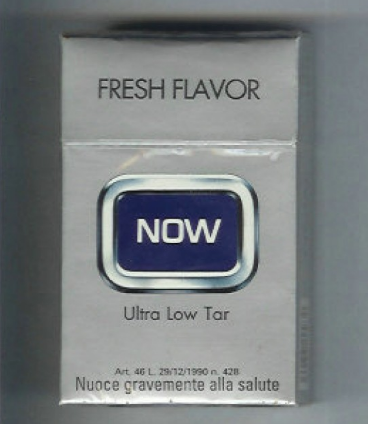 FRESH FLAVOR
NOW
Ultra Low Tar
Art. 46 L. 29/12/1990 n. 428
Nuoce gravemente alla salute